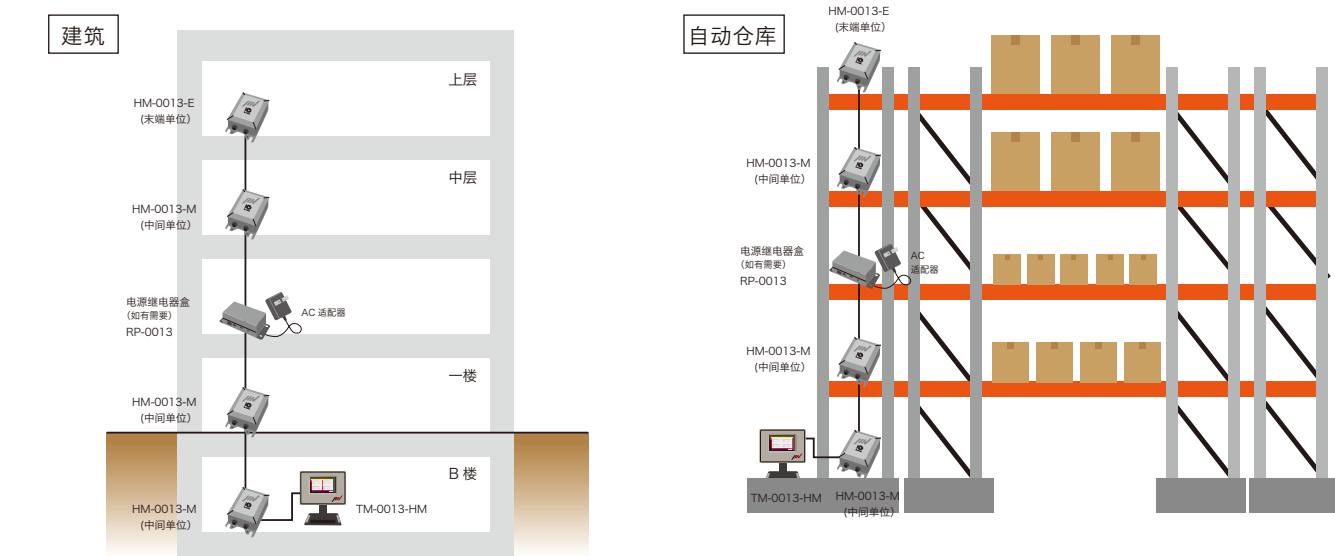 建筑
上层
HM-0013-E
(末端单位)
中层
HM-0013-M
(中间单位)
电源继电器盒
(如有需要)
RP-0013
AC 适配器
一楼
HM-0013-M
(中间单位)
B 楼
HM-0013-M
(中间单位)
TM-0013-HM
自动仓库
HM-0013-E
(末端单位)
HM-0013-M
(中间单位)
电源继电器盒
(如有需要)
RP-0013
AC
适配器
HM-0013-M
(中间单位)
TM-0013-HM
HM-0013-M
(中间单位)